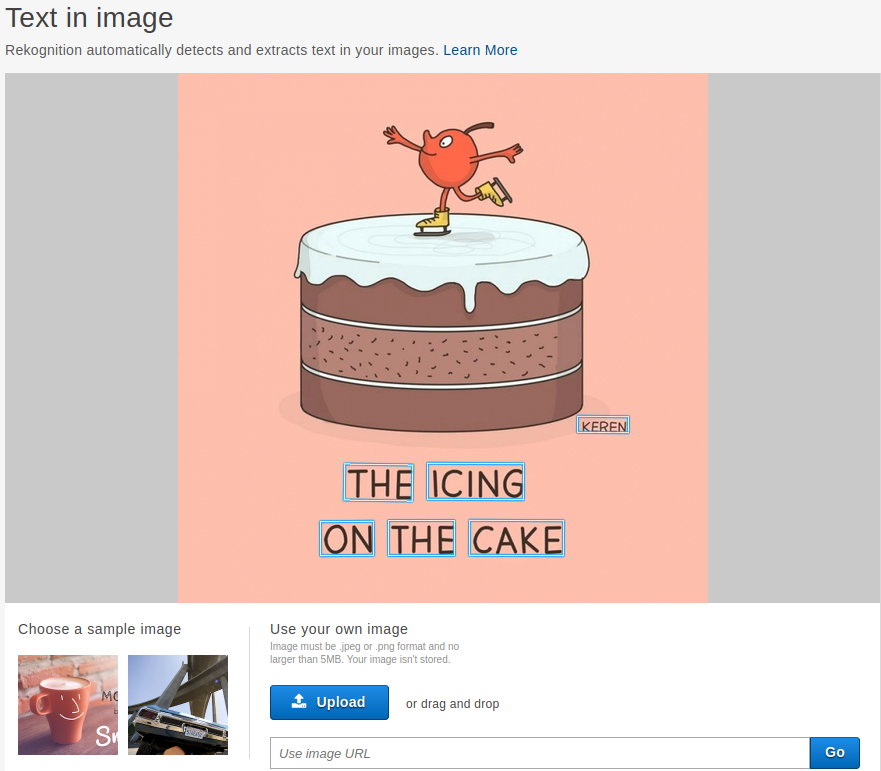 Text in image
Rekognition automatically detects and extracts text in your images. Learn More
KEREN
THE ICING
ON THE CAKE
Choose a sample image
Use your own image
Image must be .jpeg or .png format and no
larger than 5MB. Your image isn't stored.
Upload
or drag and drop
Use image URL
Go